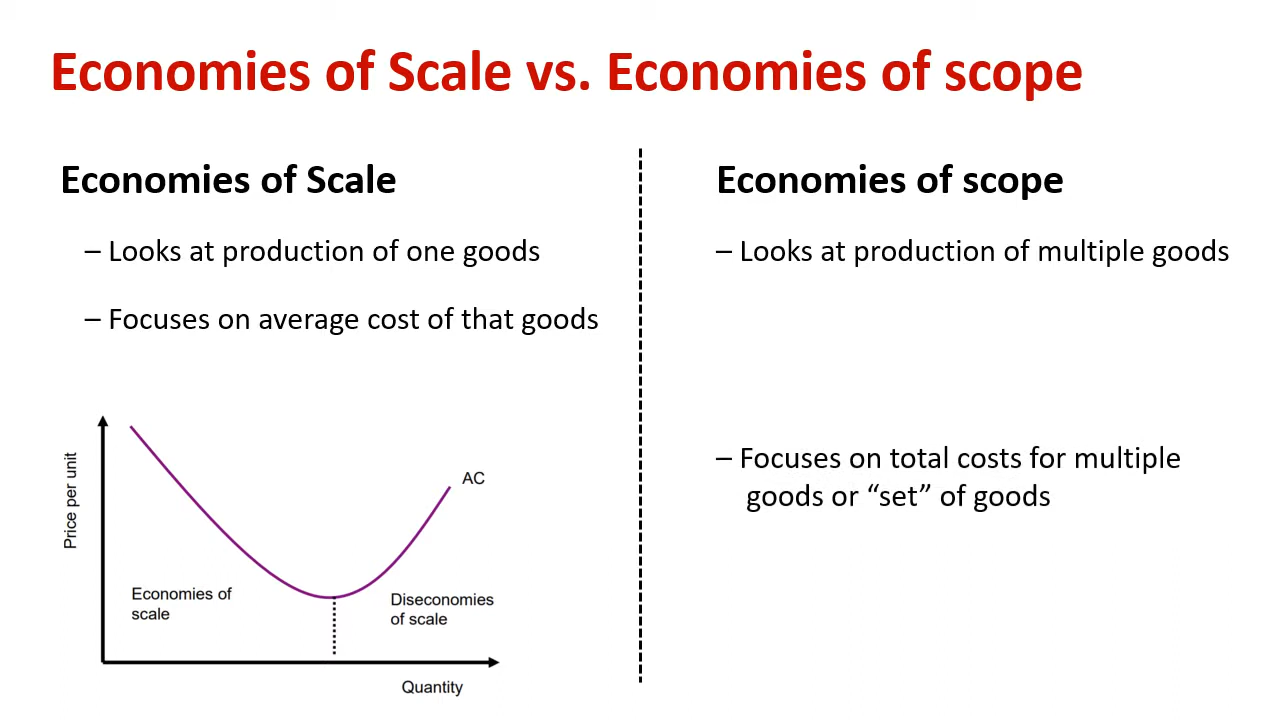 Economies of Scale vs. Economies of scope
Economies of Scale
– Looks at production of one goods
– Focuses on average cost of that goods
Price per unit
AC
Economies of
scale
Diseconomies
of scale
Quantity
Economies of scope
– Looks at production of multiple goods
– Focuses on total costs for multiple
goods or “set” of goods